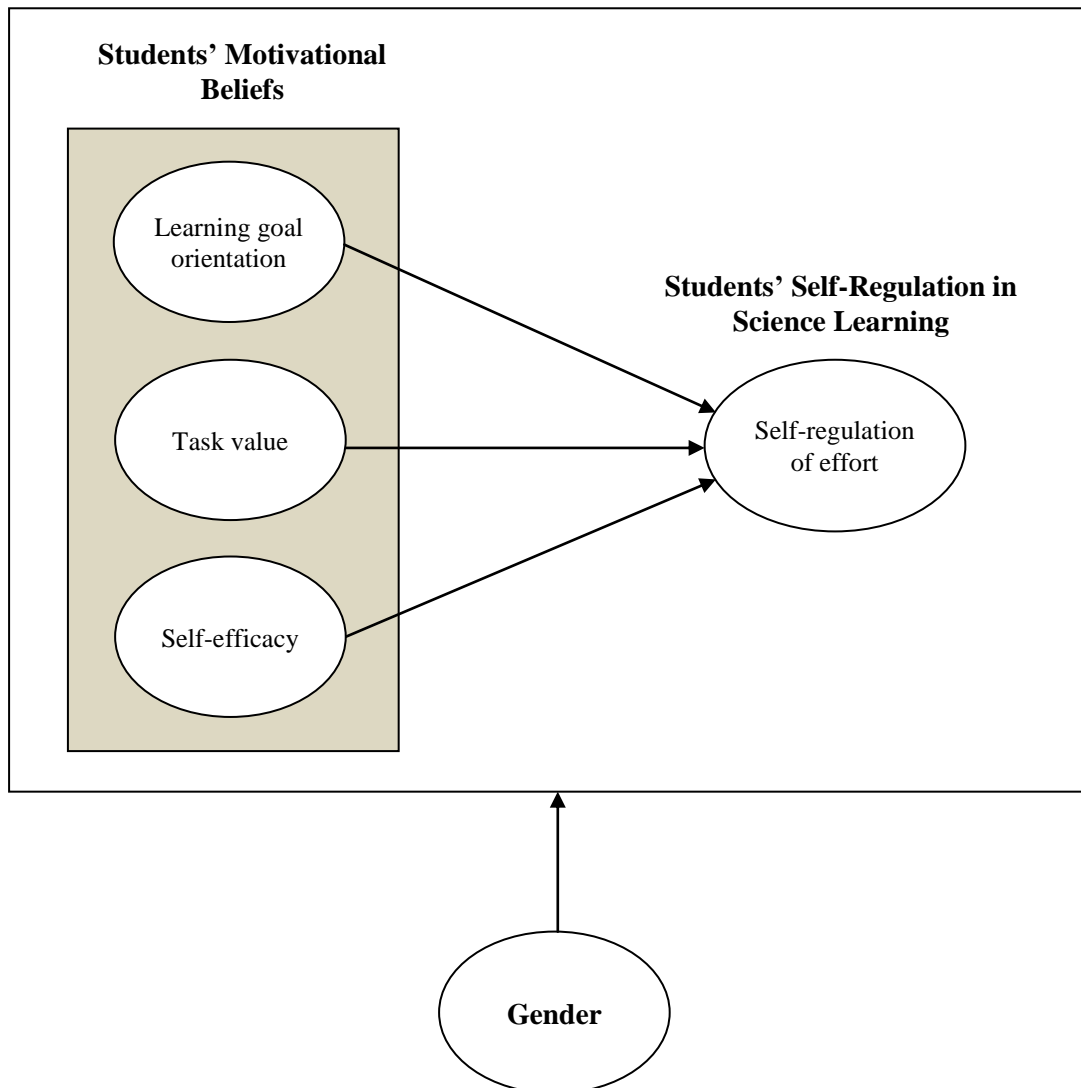 Students’ Motivational
Beliefs
Learning goal
orientation
Task value
Self-efficacy
Students’ Self-Regulation in
Science Learning
Self-regulation
of effort
Gender